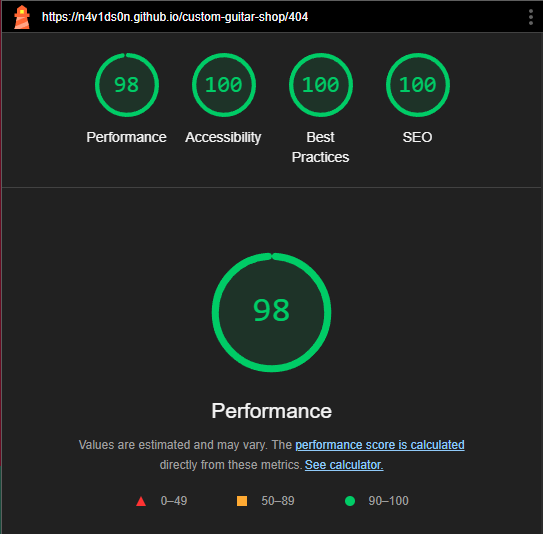 https://n4v1ds0n.github.io/custom-guitar-shop/404
98 100 100 100
Performance Accessibility Best Practices SEO
98
Performance
Values are estimated and may vary. The performance score is calculated
directly from these metrics. See calculator.
0–49 50–89 90–100